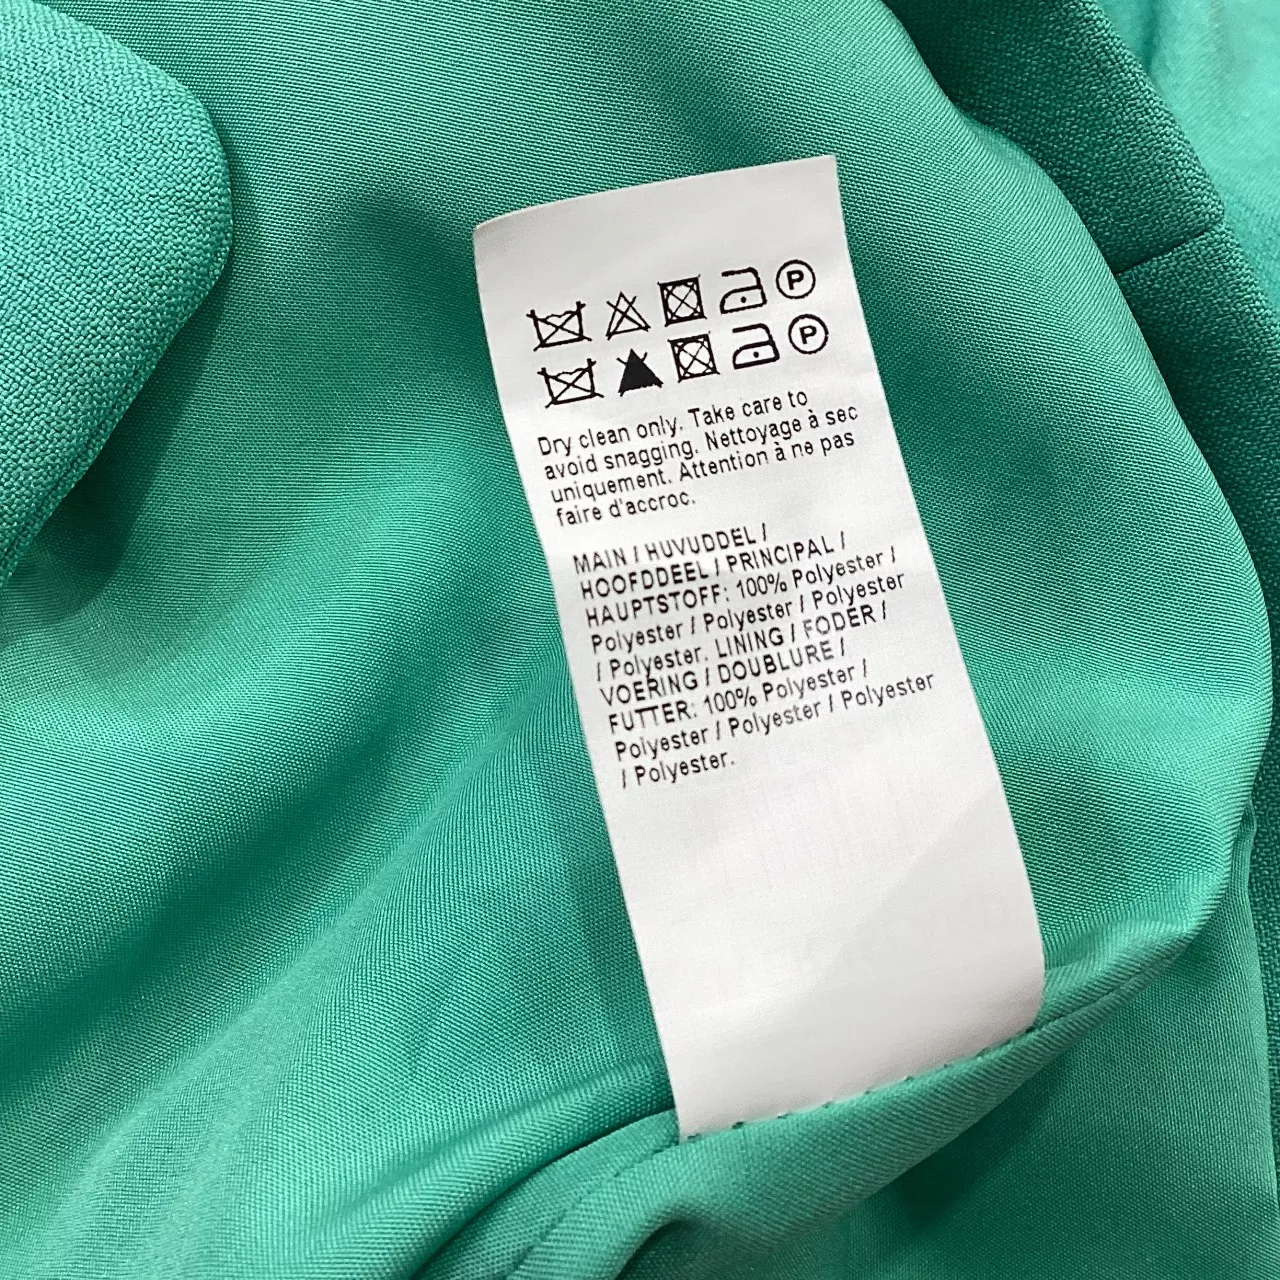 P
P
Dry clean only. Take care to
avoid snagging. Nettoyage à sec
uniquement. Attention à ne pas
faire d'accroc.
MAIN / HUVUDDEL /
HOOFDDEEL / PRINCIPAL /
HAUPTSTOFF: 100% Polyester /
Polyester / Polyester / Polyester
/ Polyester. LINING / FODER /
VOERING / DOUBLURE /
FUTTER: 100% Polyester /
Polyester / Polyester / Polyester
/ Polyester.